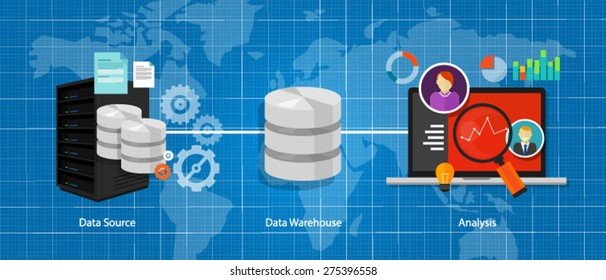 Data Source
Data Warehouse
Analysis
shutterstock.com · 275396558